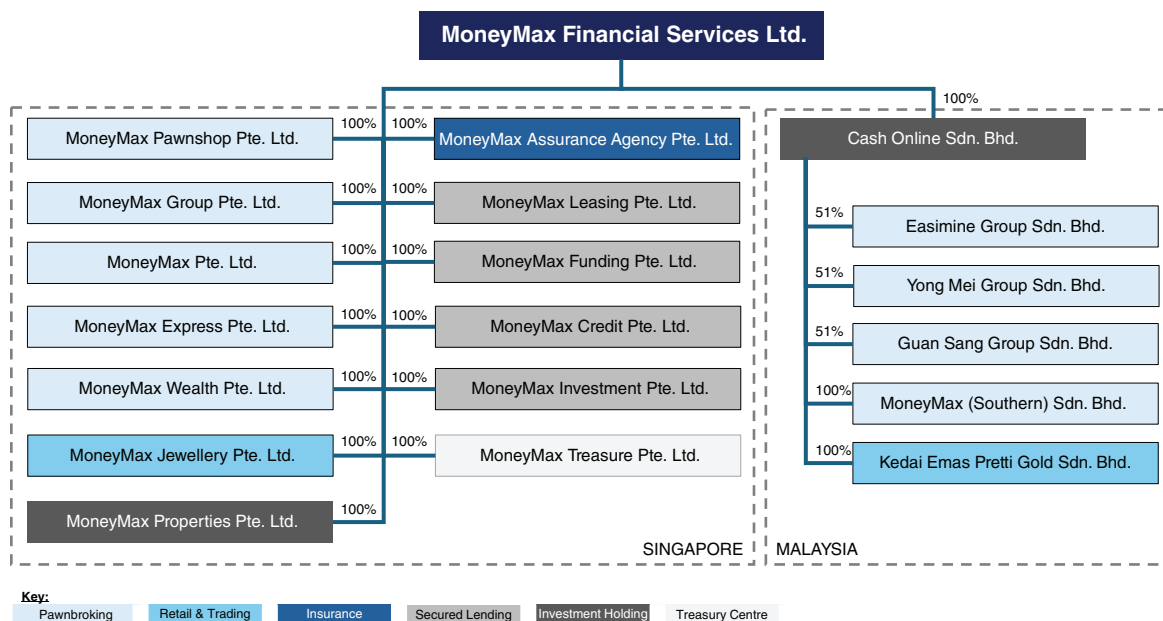 MoneyMax Financial Services Ltd.
100%
100%
MoneyMax Pawnshop Pte. Ltd.
100%
MoneyMax Assurance Agency Pte. Ltd.
MoneyMax Group Pte. Ltd.
100%
100%
MoneyMax Leasing Pte. Ltd.
MoneyMax Pte. Ltd.
100%
100%
MoneyMax Funding Pte. Ltd.
MoneyMax Express Pte. Ltd.
100%
100%
MoneyMax Credit Pte. Ltd.
MoneyMax Wealth Pte. Ltd.
100%
100%
MoneyMax Investment Pte. Ltd.
MoneyMax Jewellery Pte. Ltd.
100%
100%
MoneyMax Treasure Pte. Ltd.
MoneyMax Properties Pte. Ltd.
100%
SINGAPORE
Cash Online Sdn. Bhd.
51%
Easimine Group Sdn. Bhd.
51%
Yong Mei Group Sdn. Bhd.
51%
Guan Sang Group Sdn. Bhd.
100%
MoneyMax (Southern) Sdn. Bhd.
100%
Kedai Emas Pretti Gold Sdn. Bhd.
MALAYSIA
Key:
Pawnbroking
Retail & Trading
Insurance
Secured Lending
Investment Holding
Treasury Centre